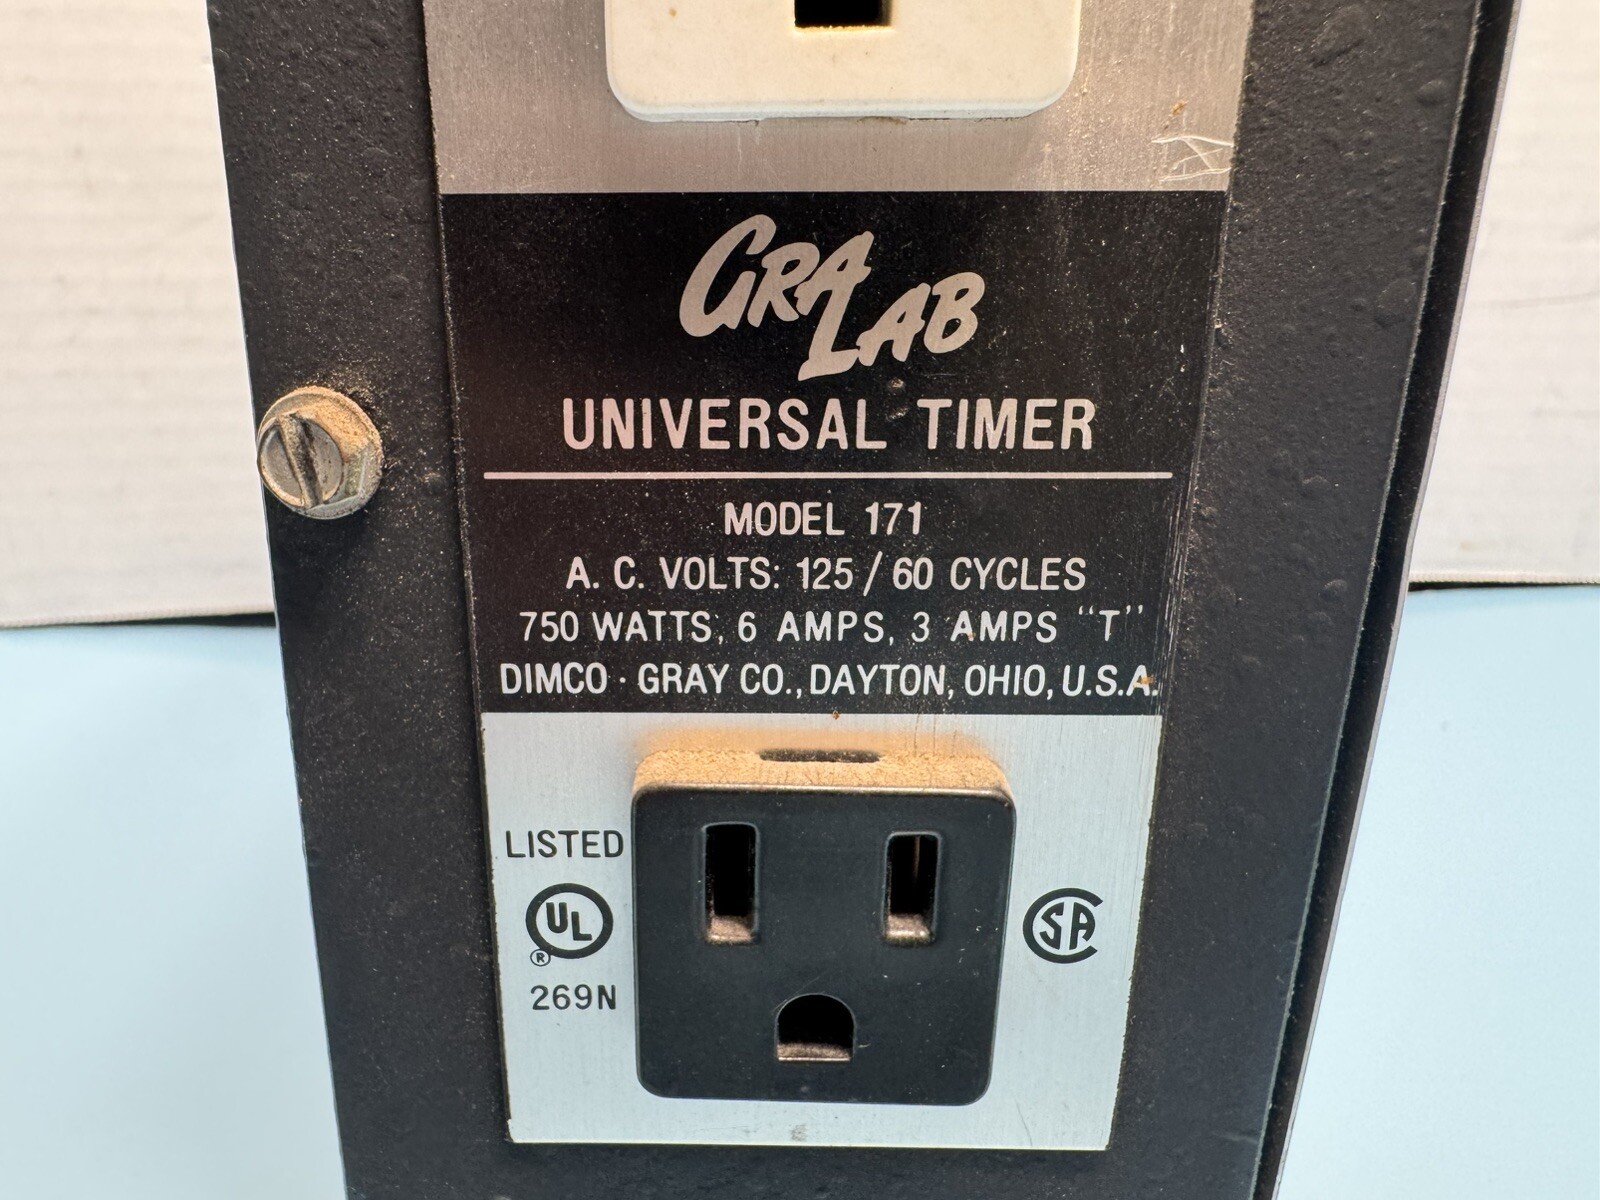 GRA LAB
UNIVERSAL TIMER
MODEL 171
A. C. VOLTS: 125 / 60 CYCLES
750 WATTS, 6 AMPS, 3 AMPS "T"
DIMCO · GRAY CO., DAYTON, OHIO, U.S.A.
LISTED
UL
®
269N
CSA